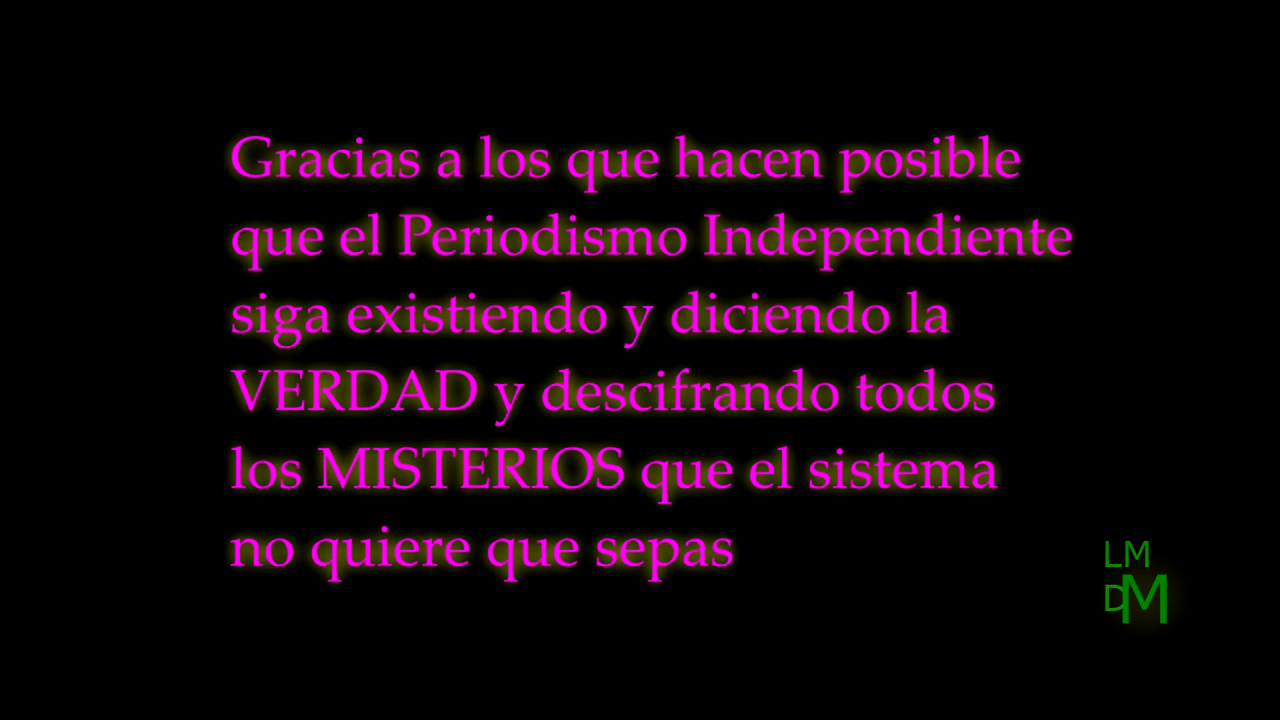 Gracias a los que hacen posible
que el Periodismo Independiente
siga existiendo y diciendo la
VERDAD y descifrando todos
los MISTERIOS que el sistema
no quiere que sepas
LM
DM